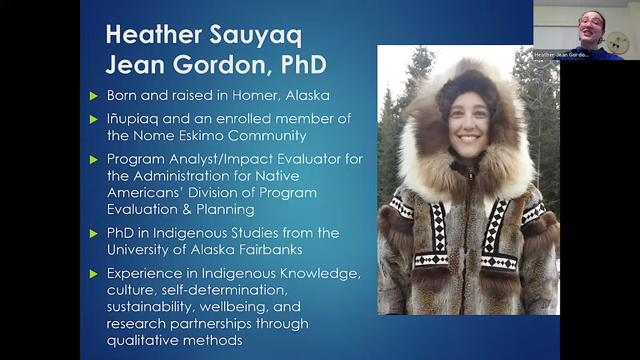 Heather Sauyaq
Jean Gordon, PhD
Born and raised in Homer, Alaska
Iñupiaq and an enrolled member of
the Nome Eskimo Community
Program Analyst/Impact Evaluator for
the Administration for Native
Americans' Division of Program
Evaluation & Planning
PhD in Indigenous Studies from the
University of Alaska Fairbanks
Experience in Indigenous Knowledge,
culture, self-determination,
sustainability, wellbeing, and
research partnerships through
qualitative methods
Heather Jean Gordo...